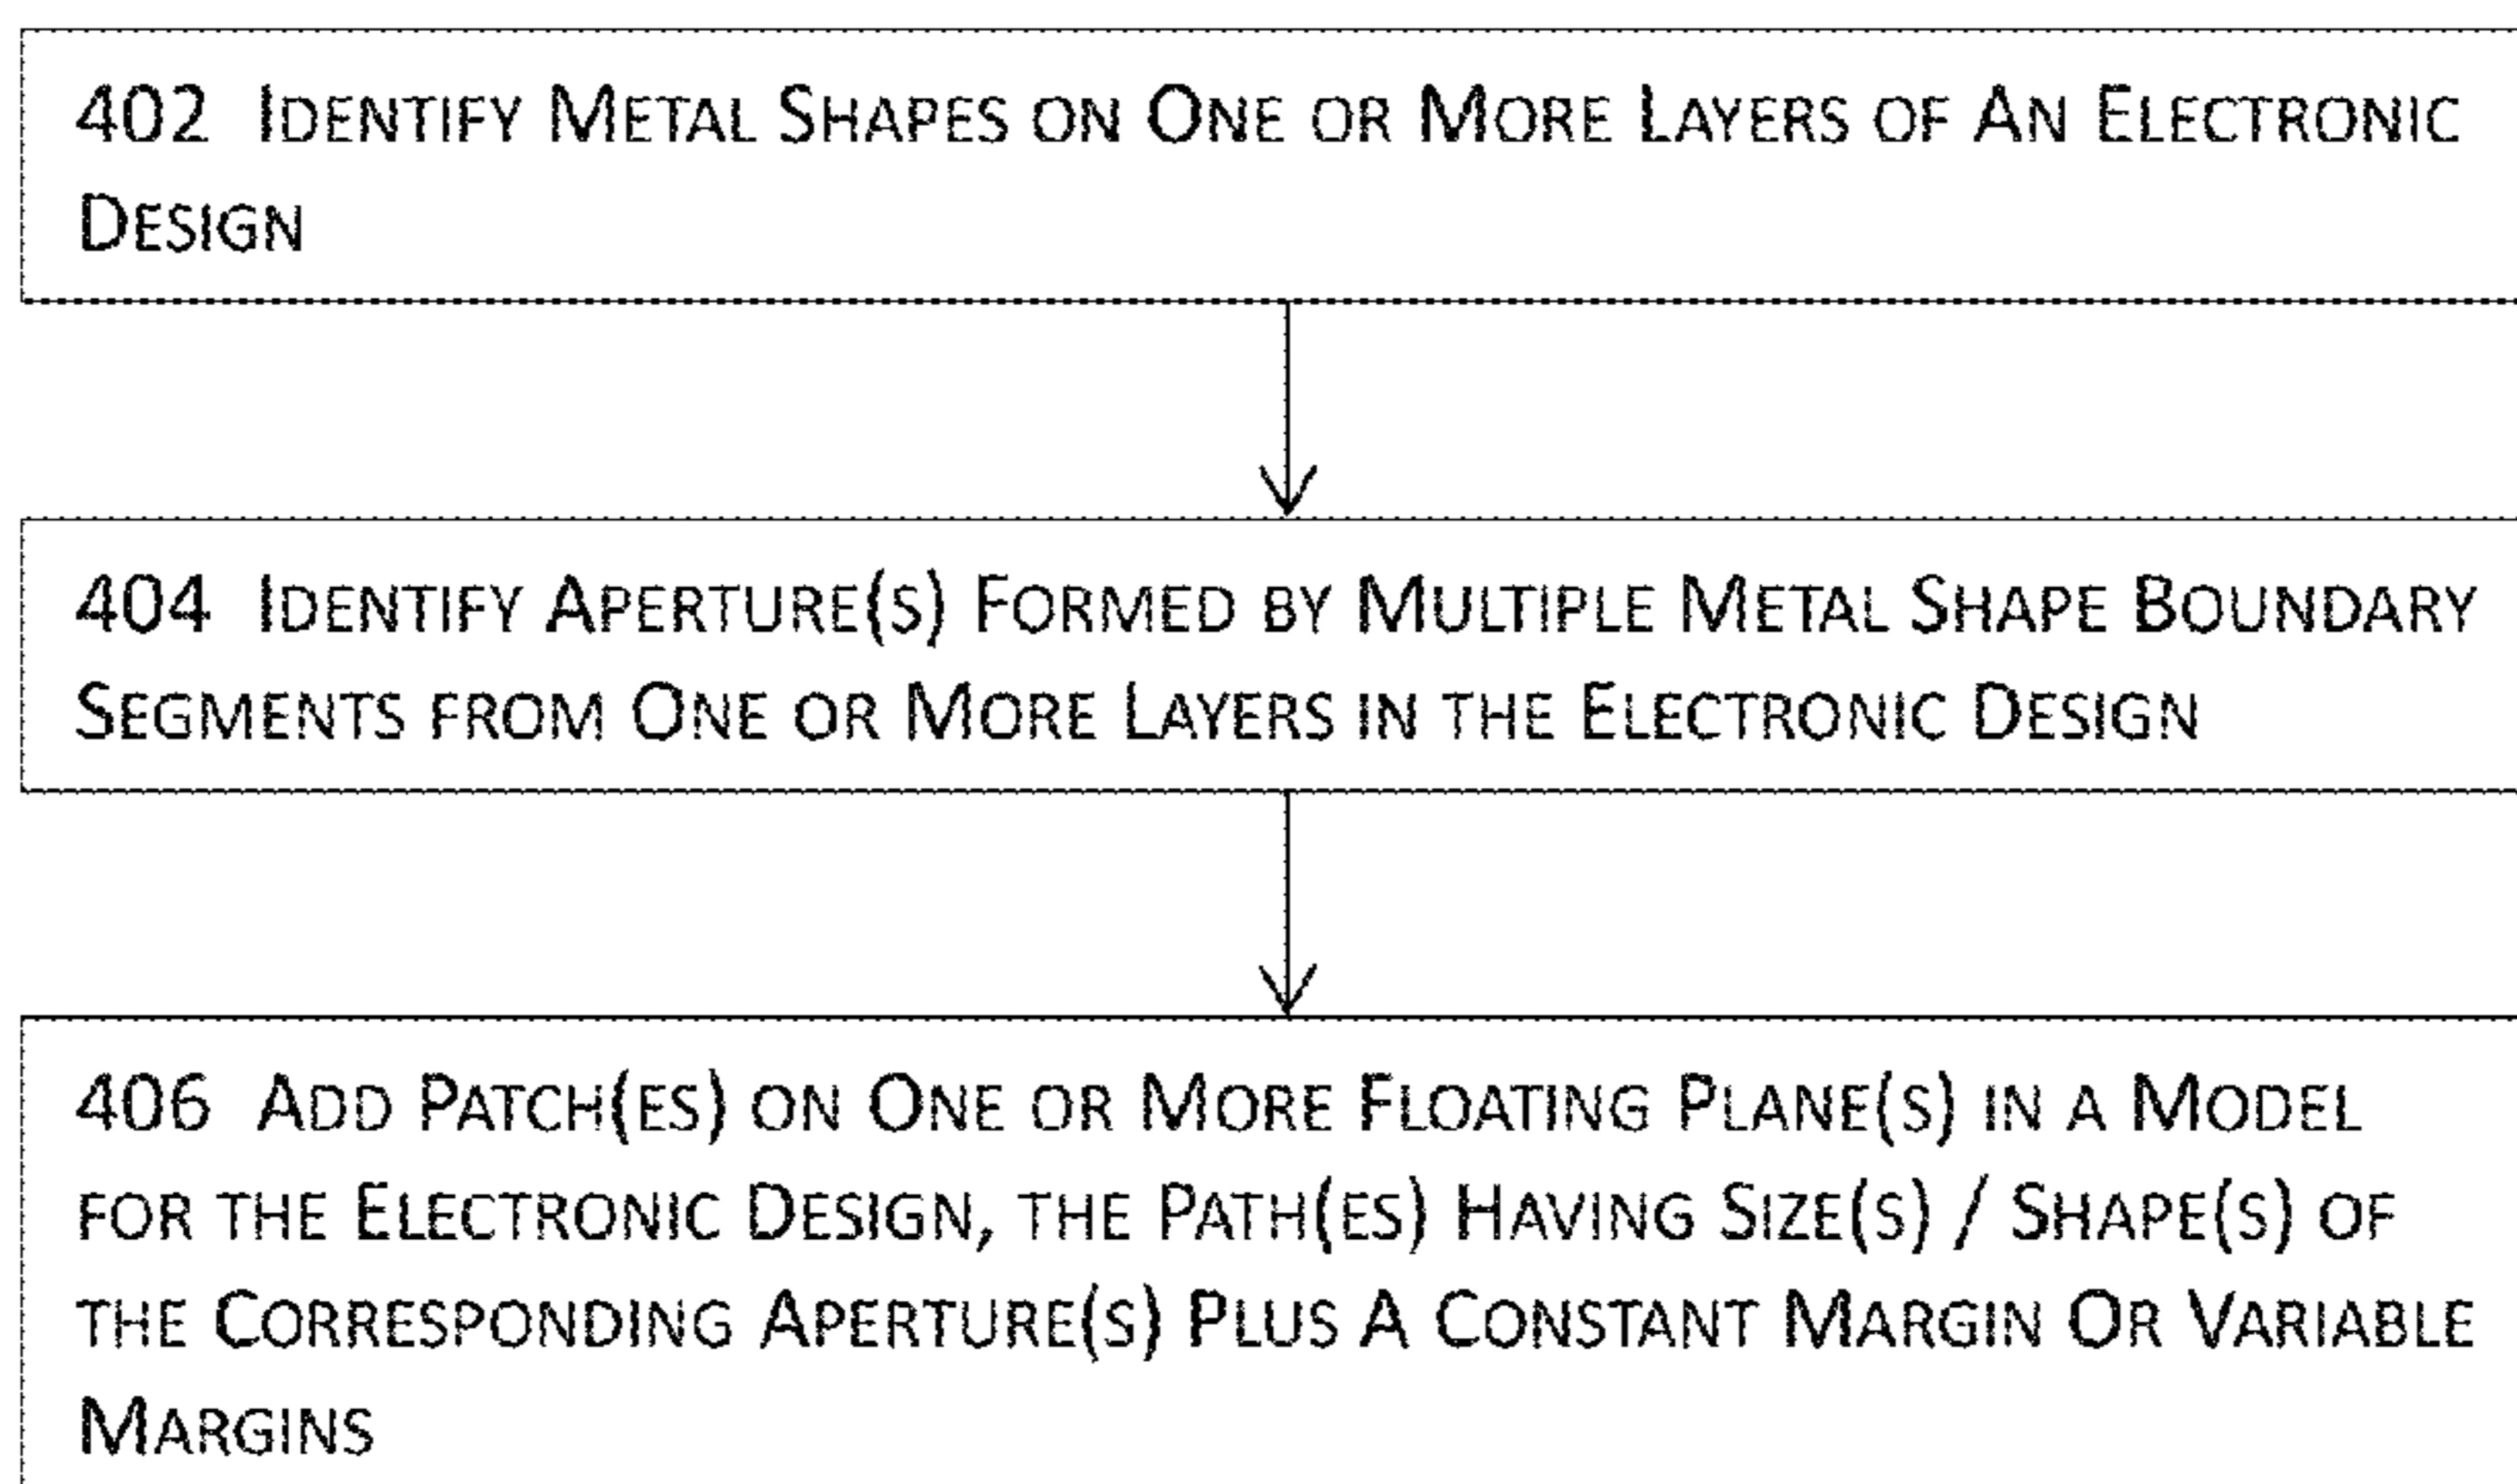 402 Identify Metal Shapes on One or More Layers of An Electronic
Design
404 Identify Aperture(s) Formed by Multiple Metal Shape Boundary
Segments from One or More Layers in the Electronic Design
406 Add Patch(es) on One or More Floating Plane(s) in a Model
for the Electronic Design, the Path(es) Having Size(s) / Shape(s) of
the Corresponding Aperture(s) Plus A Constant Margin Or Variable
Margins